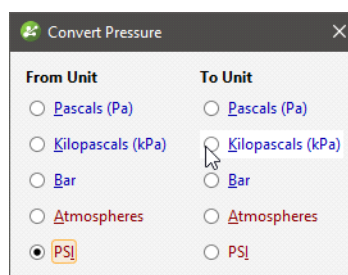 Convert Pressure
From Unit To Unit
Pascals (Pa) Pascals (Pa)
Kilopascals (kPa) Kilopascals (kPa)
Bar Bar
Atmospheres Atmospheres
PSI PSI